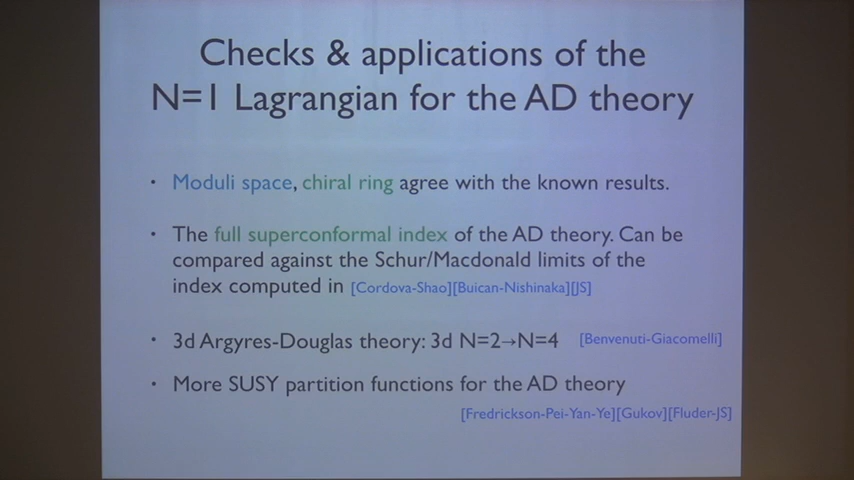 Checks & applications of the
N=1 Lagrangian for the AD theory
• Moduli space, chiral ring agree with the known results.
• The full superconformal index of the AD theory. Can be
compared against the Schur/Macdonald limits of the
index computed in [Cordova-Shao][Buican-Nishinaka][JS]
• 3d Argyres-Douglas theory: 3d N=2→N=4 [Benvenuti-Giacomelli]
• More SUSY partition functions for the AD theory
[Fredrickson-Pei-Yan-Ye][Gukov][Fluder-JS]